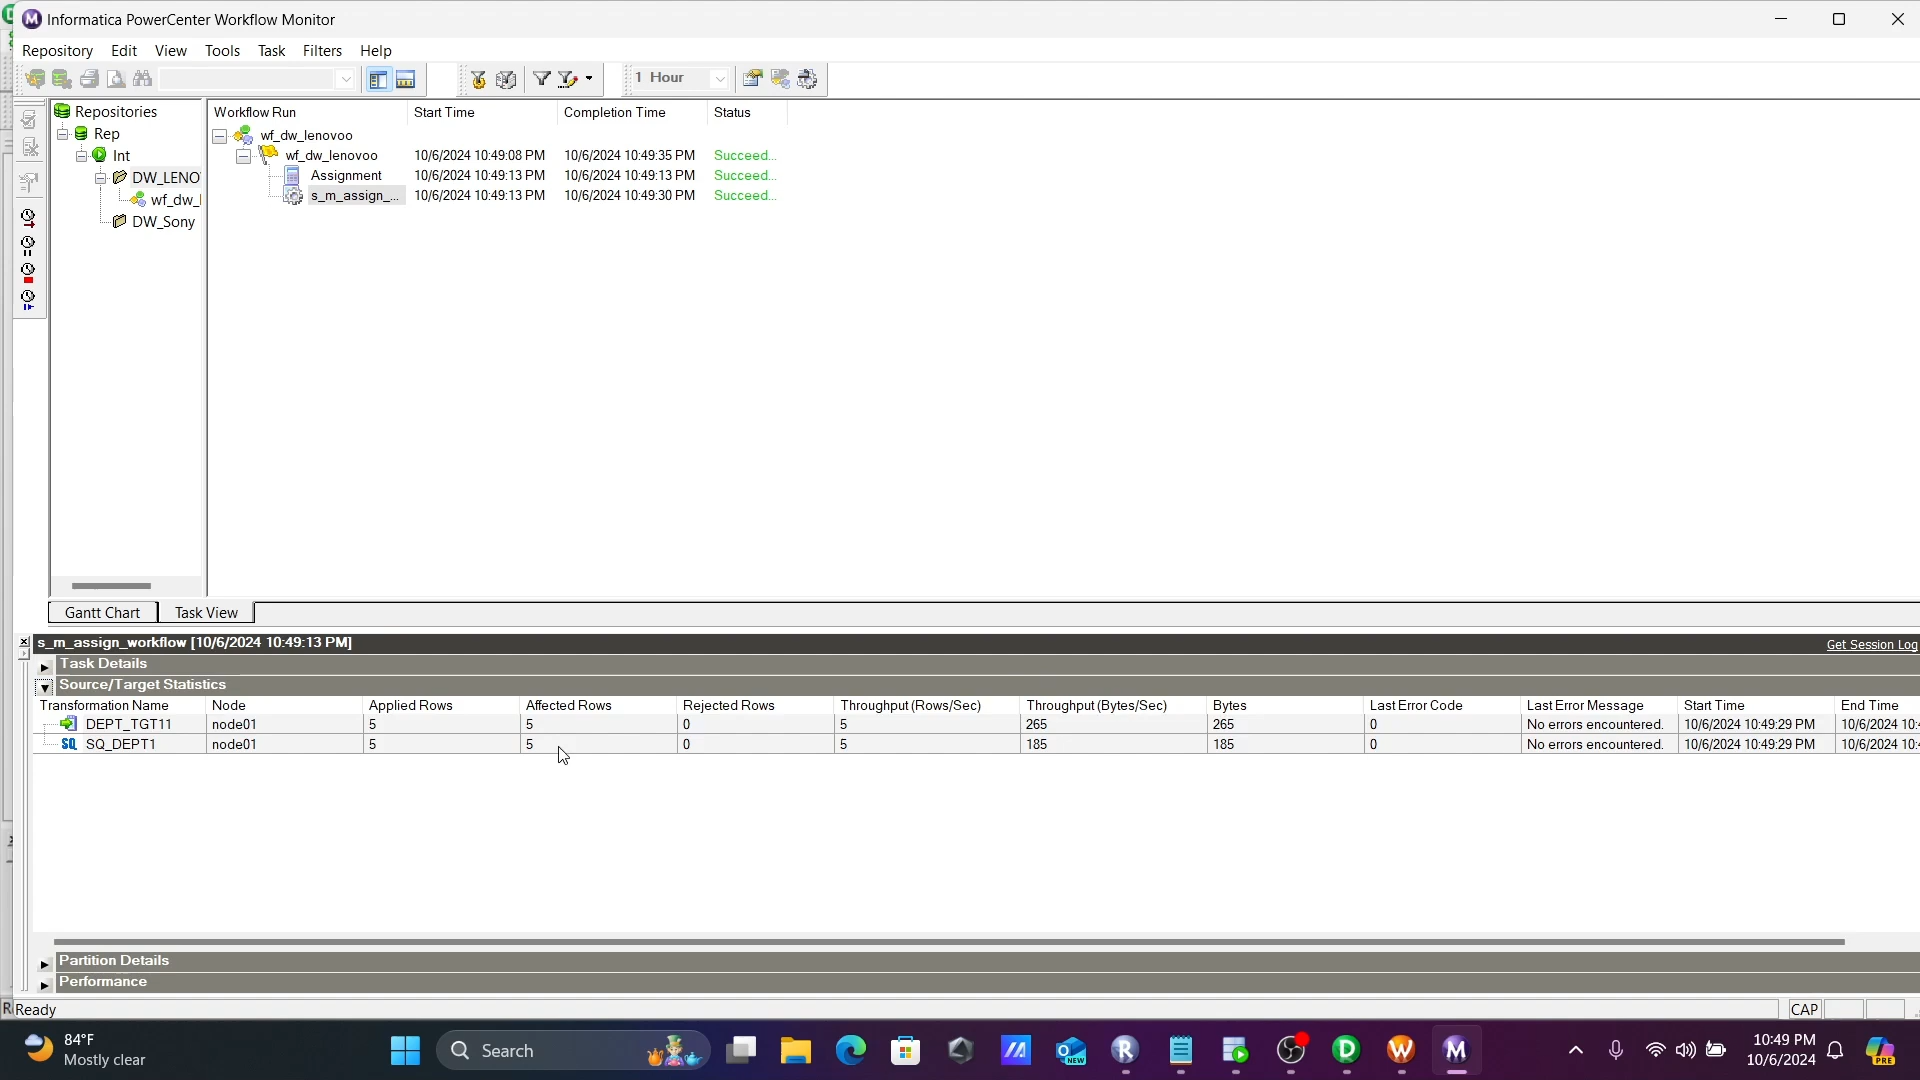 Informatica PowerCenter Workflow Monitor
Repository Edit View Tools Task Filters Help
1 Hour
Repositories
Rep
Int
DW_LENO
wf_dw_
DW_Sony
Workflow Run Start Time Completion Time Status
wf_dw_lenovoo
wf_dw_lenovoo 10/6/2024 10:49:08 PM 10/6/2024 10:49:35 PM Succeed...
Assignment 10/6/2024 10:49:13 PM 10/6/2024 10:49:13 PM Succeed...
s_m_assign_... 10/6/2024 10:49:13 PM 10/6/2024 10:49:30 PM Succeed...
Gantt Chart Task View
s_m_assign_workflow [10/6/2024 10:49:13 PM] Get Session Log
Task Details
Source/Target Statistics
Transformation Name Node Applied Rows Affected Rows Rejected Rows Throughput (Rows/Sec) Throughput (Bytes/Sec) Bytes Last Error Code Last Error Message Start Time End Time
DEPT_TGT11 node01 5 5 0 5 265 265 0 No errors encountered. 10/6/2024 10:49:29 PM 10/6/2024 10:
SQ SQ_DEPT1 node01 5 5 0 5 185 185 0 No errors encountered. 10/6/2024 10:49:29 PM 10/6/2024 10:
Partition Details
Performance
Ready CAP
84°F
Mostly clear
Search
NEW
R
D
W
M
10:49 PM
10/6/2024
PRE